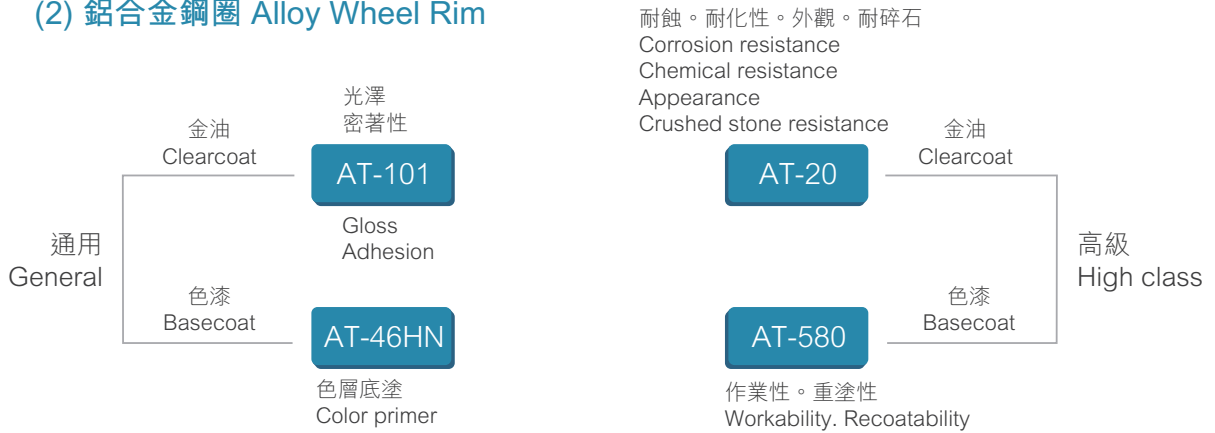 (2) 鋁合金鋼圈 Alloy Wheel Rim
通用
General
金油
Clearcoat
光澤
密著性
AT-101
Gloss
Adhesion
色漆
Basecoat
AT-46HN
色層底塗
Color primer
耐蝕。耐化性。外觀。耐碎石
Corrosion resistance
Chemical resistance
Appearance
Crushed stone resistance
AT-20
金油
Clearcoat
高級
High class
AT-580
色漆
Basecoat
作業性。重塗性
Workability. Recoatability